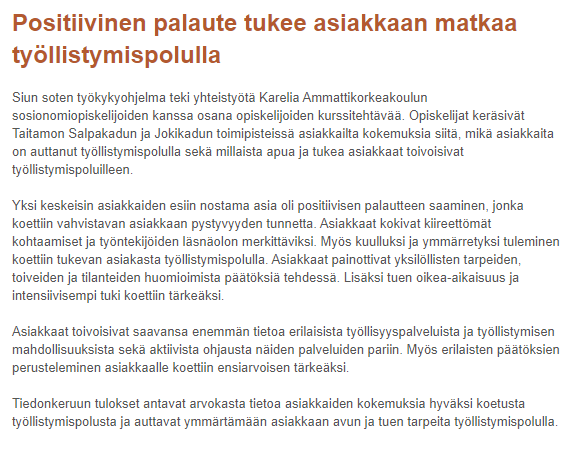 Positiivinen palaute tukee asiakkaan matkaa
työllistymispolulla
Siun soten työkykyohjelma teki yhteistyötä Karelia Ammattikorkeakoulun
sosionomiopiskelijoiden kanssa osana opiskelijoiden kurssitehtävää. Opiskelijat keräsivät
Taitamon Salpakadun ja Jokikadun toimipisteissä asiakkailta kokemuksia siitä, mikä asiakkaita
on auttanut työllistymispolulla sekä millaista apua ja tukea asiakkaat toivoisivat
työllistymispoluilleen.
Yksi keskeisin asiakkaiden esiin nostama asia oli positiivisen palautteen saaminen, jonka
koettiin vahvistavan asiakkaan pystyvyyden tunnetta. Asiakkaat kokivat kiireettömät
kohtaamiset ja työntekijöiden läsnäolon merkittäviksi. Myös kuulluksi ja ymmärretyksi tuleminen
koettiin tukevan asiakasta työllistymispolulla. Asiakkaat painottivat yksilöllisten tarpeiden,
toiveiden ja tilanteiden huomioimista päätöksiä tehdessä. Lisäksi tuen oikea-aikaisuus ja
intensiivisempi tuki koettiin tärkeäksi.
Asiakkaat toivoisivat saavansa enemmän tietoa erilaisista työllisyyspalveluista ja työllistymisen
mahdollisuuksista sekä aktiivista ohjausta näiden palveluiden pariin. Myös erilaisten päätöksien
perusteleminen asiakkaalle koettiin ensiarvoisen tärkeäksi.
Tiedonkeruun tulokset antavat arvokasta tietoa asiakkaiden kokemuksia hyväksi koetusta
työllistymispolusta ja auttavat ymmärtämään asiakkaan avun ja tuen tarpeita työllistymispolulla.